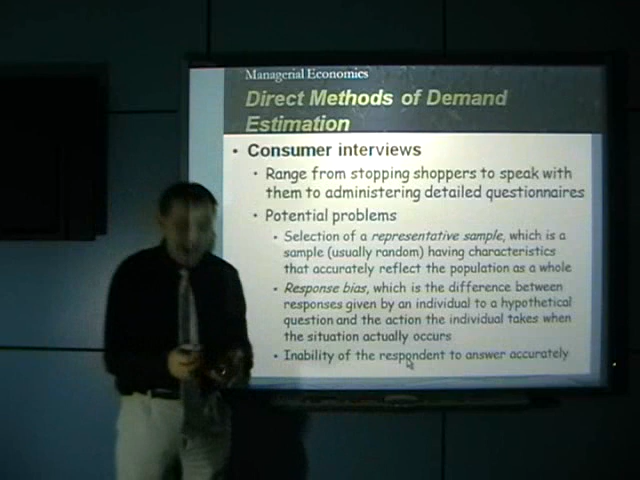 Managerial Economics
Direct Methods of Demand
Estimation
• Consumer interviews
• Range from stopping shoppers to speak with
them to administering detailed questionnaires
• Potential problems
• Selection of a representative sample, which is a
sample (usually random) having characteristics
that accurately reflect the population as a whole
• Response bias, which is the difference between
responses given by an individual to a hypothetical
question and the action the individual takes when
the situation actually occurs
• Inability of the respondent to answer accurately